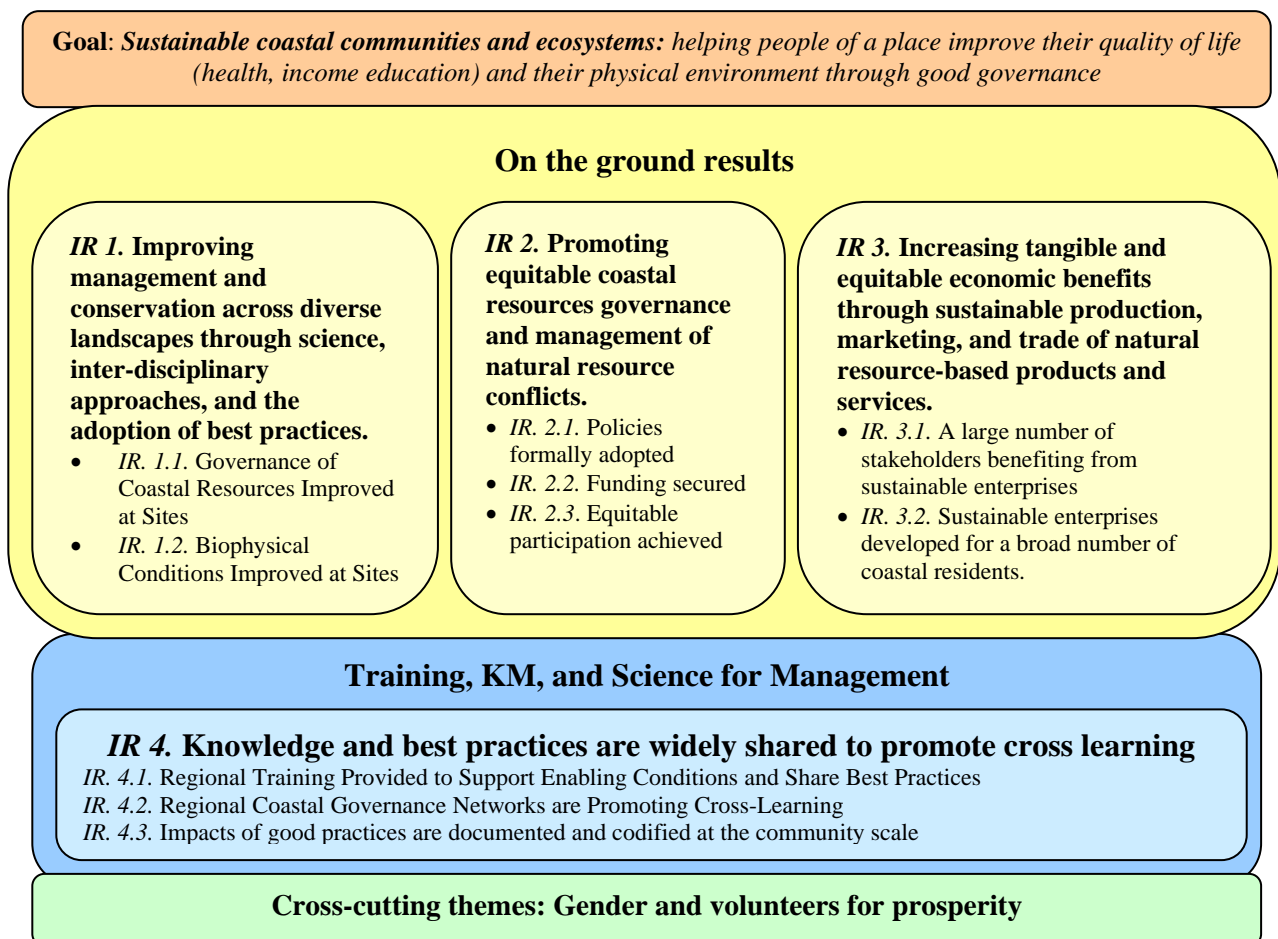 Goal: Sustainable coastal communities and ecosystems: helping people of a place improve their quality of life
(health, income education) and their physical environment through good governance
On the ground results
IR 1. Improving
management and
conservation across diverse
landscapes through science,
inter-disciplinary
approaches, and the
adoption of best practices.
• IR. 1.1. Governance of
Coastal Resources Improved
at Sites
• IR. 1.2. Biophysical
Conditions Improved at Sites
IR 2. Promoting
equitable coastal
resources governance
and management of
natural resource
conflicts.
• IR. 2.1. Policies
formally adopted
• IR. 2.2. Funding secured
• IR. 2.3. Equitable
participation achieved
IR 3. Increasing tangible and
equitable economic benefits
through sustainable production,
marketing, and trade of natural
resource-based products and
services.
• IR. 3.1. A large number of
stakeholders benefiting from
sustainable enterprises
• IR. 3.2. Sustainable enterprises
developed for a broad number of
coastal residents.
Training, KM, and Science for Management
IR 4. Knowledge and best practices are widely shared to promote cross learning
IR. 4.1. Regional Training Provided to Support Enabling Conditions and Share Best Practices
IR. 4.2. Regional Coastal Governance Networks are Promoting Cross-Learning
IR. 4.3. Impacts of good practices are documented and codified at the community scale
Cross-cutting themes: Gender and volunteers for prosperity